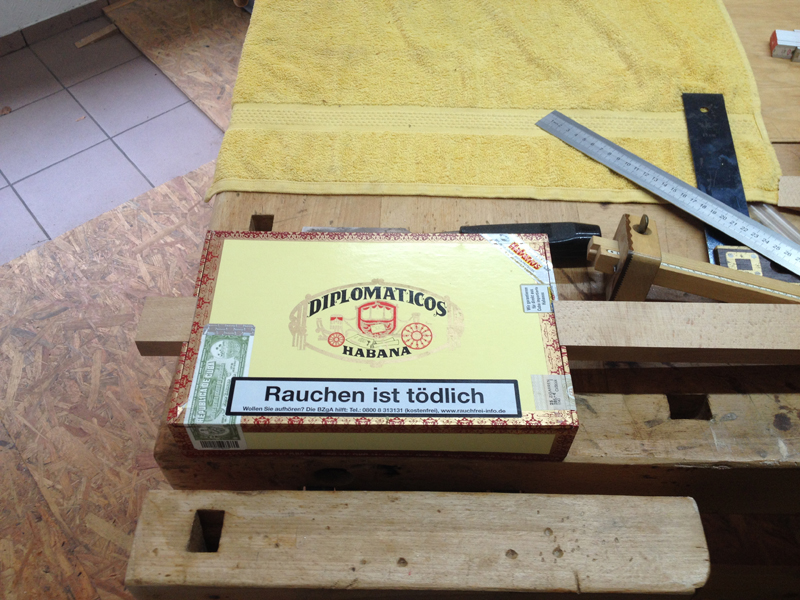 Habanos
DIPLOMATICOS
HABANA
Rauchen ist tödlich
Wollen Sie aufhören? Die BZgA hilft: Tel.: 0800 8 313131 (kostenfrei), www.rauchfrei-info.de